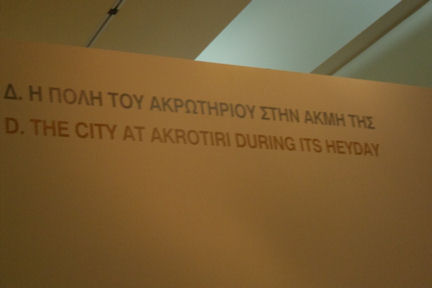 Δ. Η ΠΟΛΗ ΤΟΥ ΑΚΡΩΤΗΡΙΟΥ ΣΤΗΝ ΑΚΜΗ ΤΗΣ
D. THE CITY AT AKROTIRI DURING ITS HEYDAY